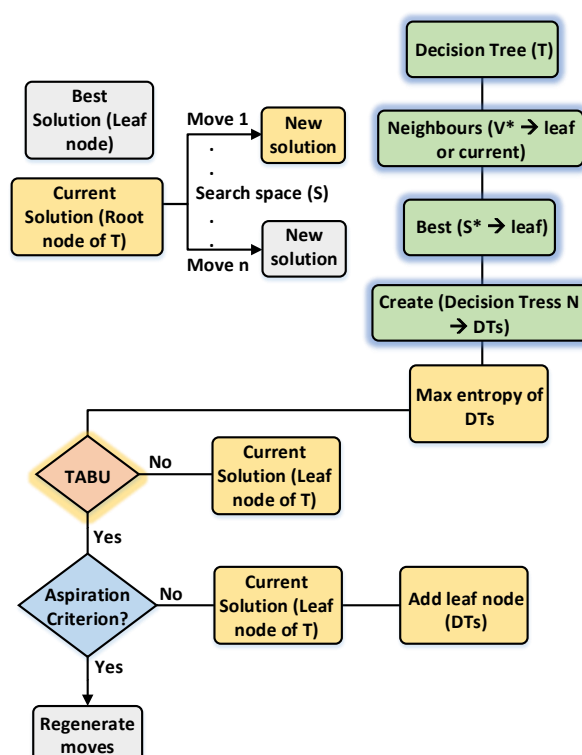 Decision Tree (T)
Best
Solution (Leaf
node)
Move 1
New
solution
Neighbours (V* → leaf
or current)
Current
Solution (Root
node of T)
.
.
Search space (S)
.
.
Move n
New
solution
Best (S* → leaf)
Create (Decision Tress N
→ DTs)
Max entropy of
DTs
TABU
No
Current
Solution (Leaf
node of T)
Yes
Aspiration
Criterion?
No
Current
Solution (Leaf
node of T)
Add leaf node
(DTs)
Yes
Regenerate
moves